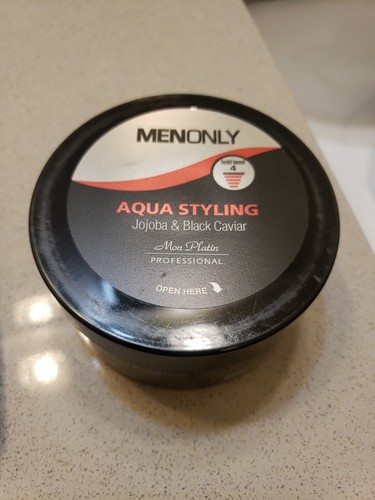 MENONLY
hold level
4
AQUA STYLING
Jojoba & Black Caviar
Mon Platin
PROFESSIONAL
OPEN HERE